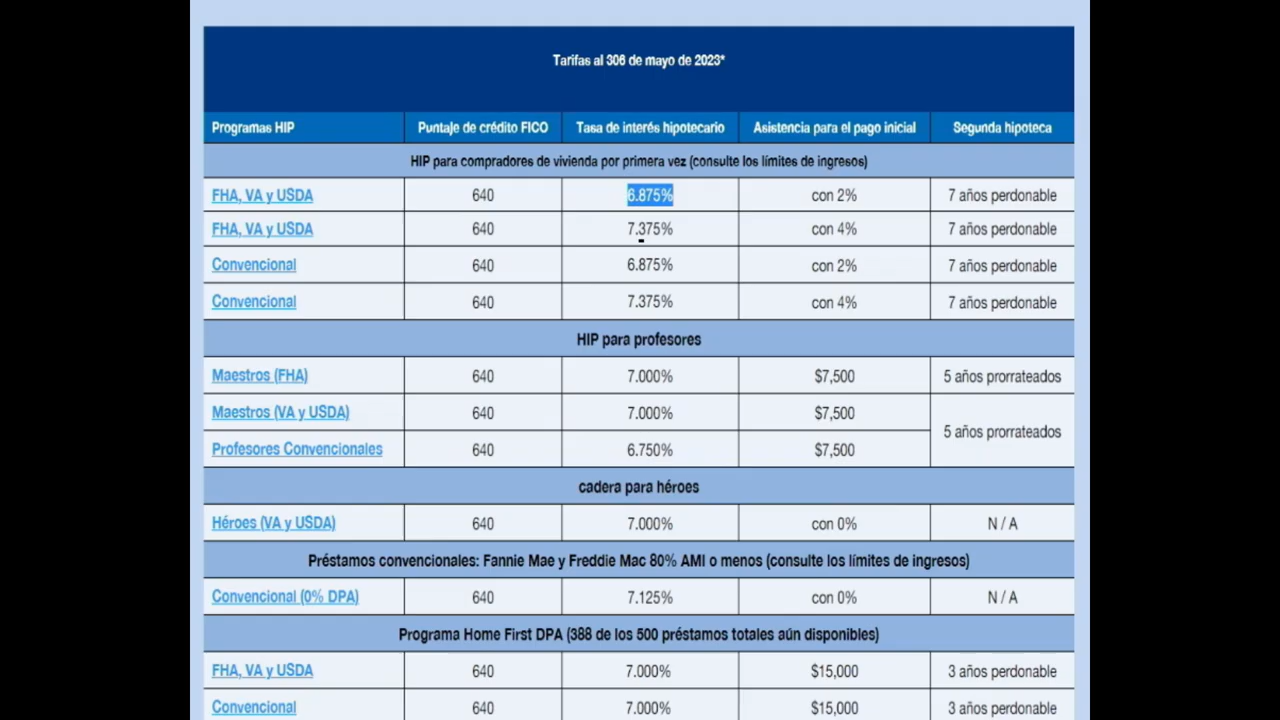 Tarifas al 306 de mayo de 2023*
Programas HIP Puntaje de crédito FICO Tasa de interés hipotecario Asistencia para el pago inicial Segunda hipoteca
HIP para compradores de vivienda por primera vez (consulte los límites de ingresos)
FHA, VA y USDA 640 6.875% con 2% 7 años perdonable
FHA, VA y USDA 640 7.375% con 4% 7 años perdonable
Convencional 640 6.875% con 2% 7 años perdonable
Convencional 640 7.375% con 4% 7 años perdonable
HIP para profesores
Maestros (FHA) 640 7.000% $7,500 5 años prorrateados
Maestros (VA y USDA) 640 7.000% $7,500
5 años prorrateados
Profesores Convencionales 640 6.750% $7,500
cadera para héroes
Héroes (VA y USDA) 640 7.000% con 0% N / A
Préstamos convencionales: Fannie Mae y Freddie Mac 80% AMI o menos (consulte los límites de ingresos)
Convencional (0% DPA) 640 7.125% con 0% N / A
Programa Home First DPA (388 de los 500 préstamos totales aún disponibles)
FHA, VA y USDA 640 7.000% $15,000 3 años perdonable
Convencional 640 7.000% $15,000 3 años perdonable